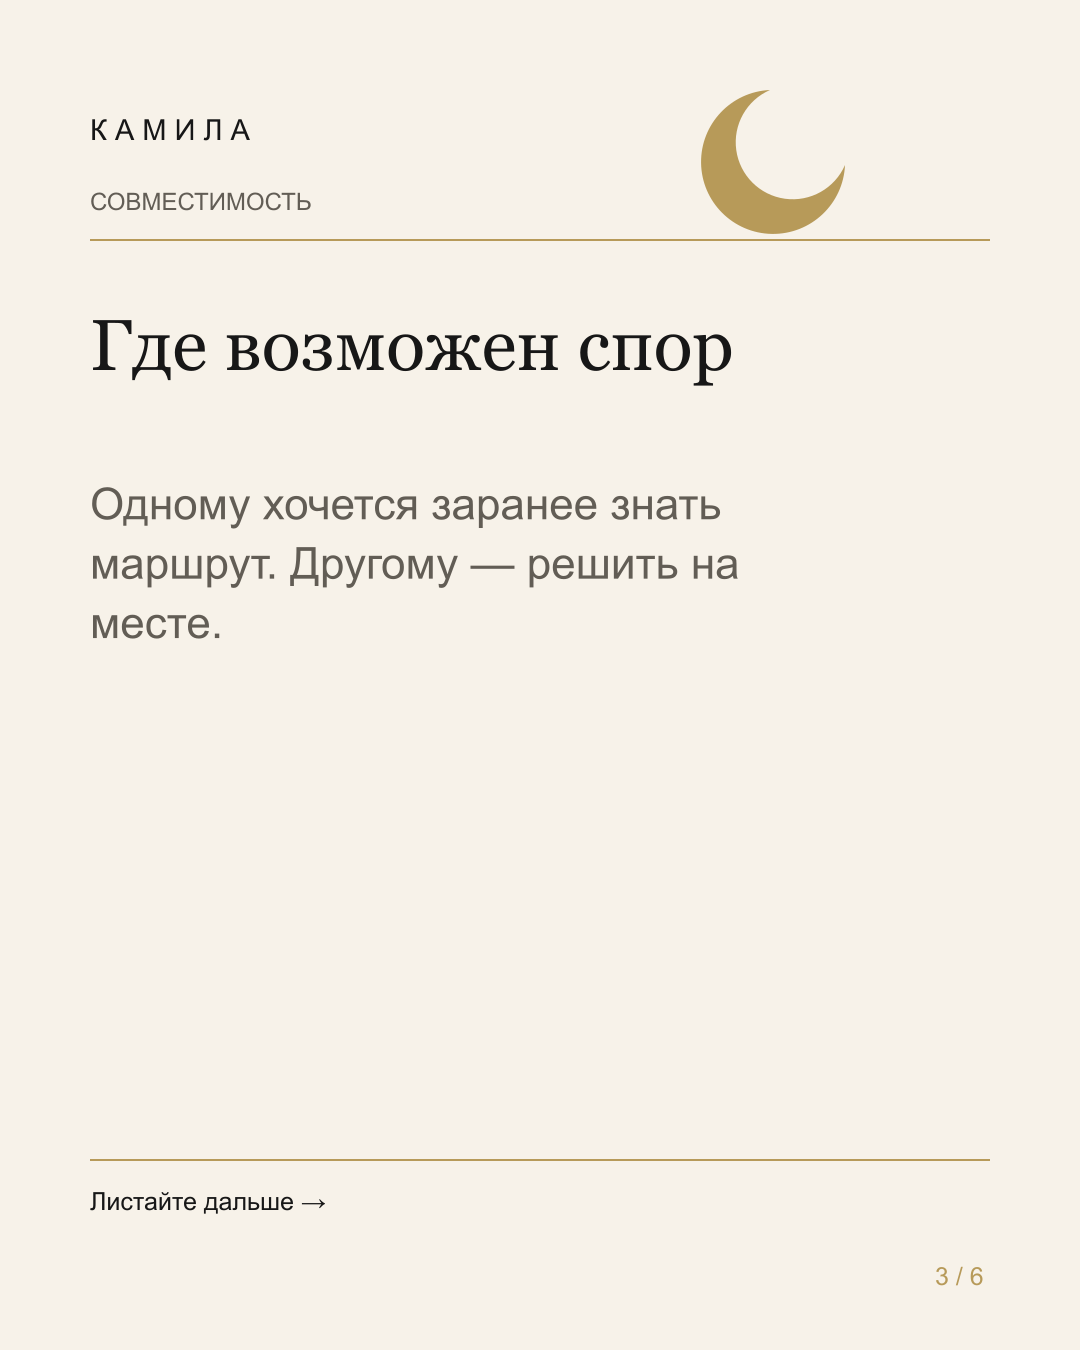 КАМИЛА
СОВМЕСТИМОСТЬ
Где возможен спор
Одному хочется заранее знать
маршрут. Другому — решить на
месте.
Листайте дальше →
3 / 6